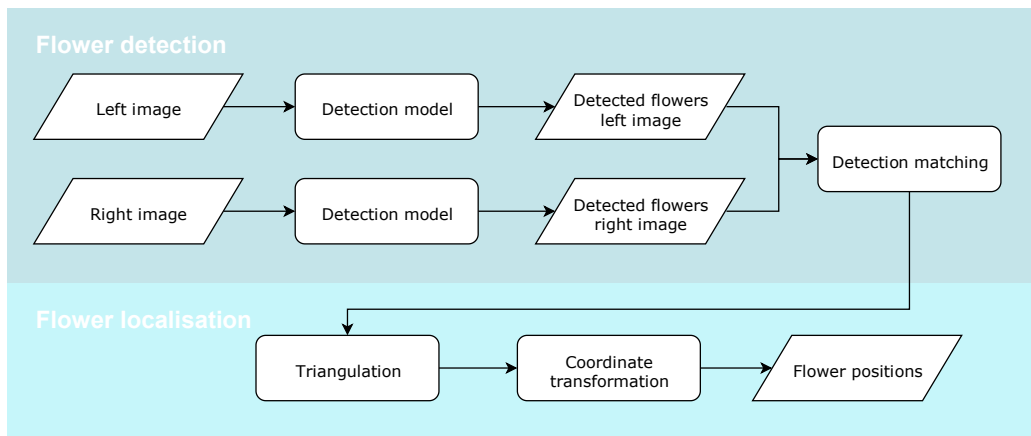 Flower detection
Left image
Detection model
Detected flowers
left image
Detection matching
Right image
Detection model
Detected flowers
right image
Flower localisation
Triangulation
Coordinate
transformation
Flower positions